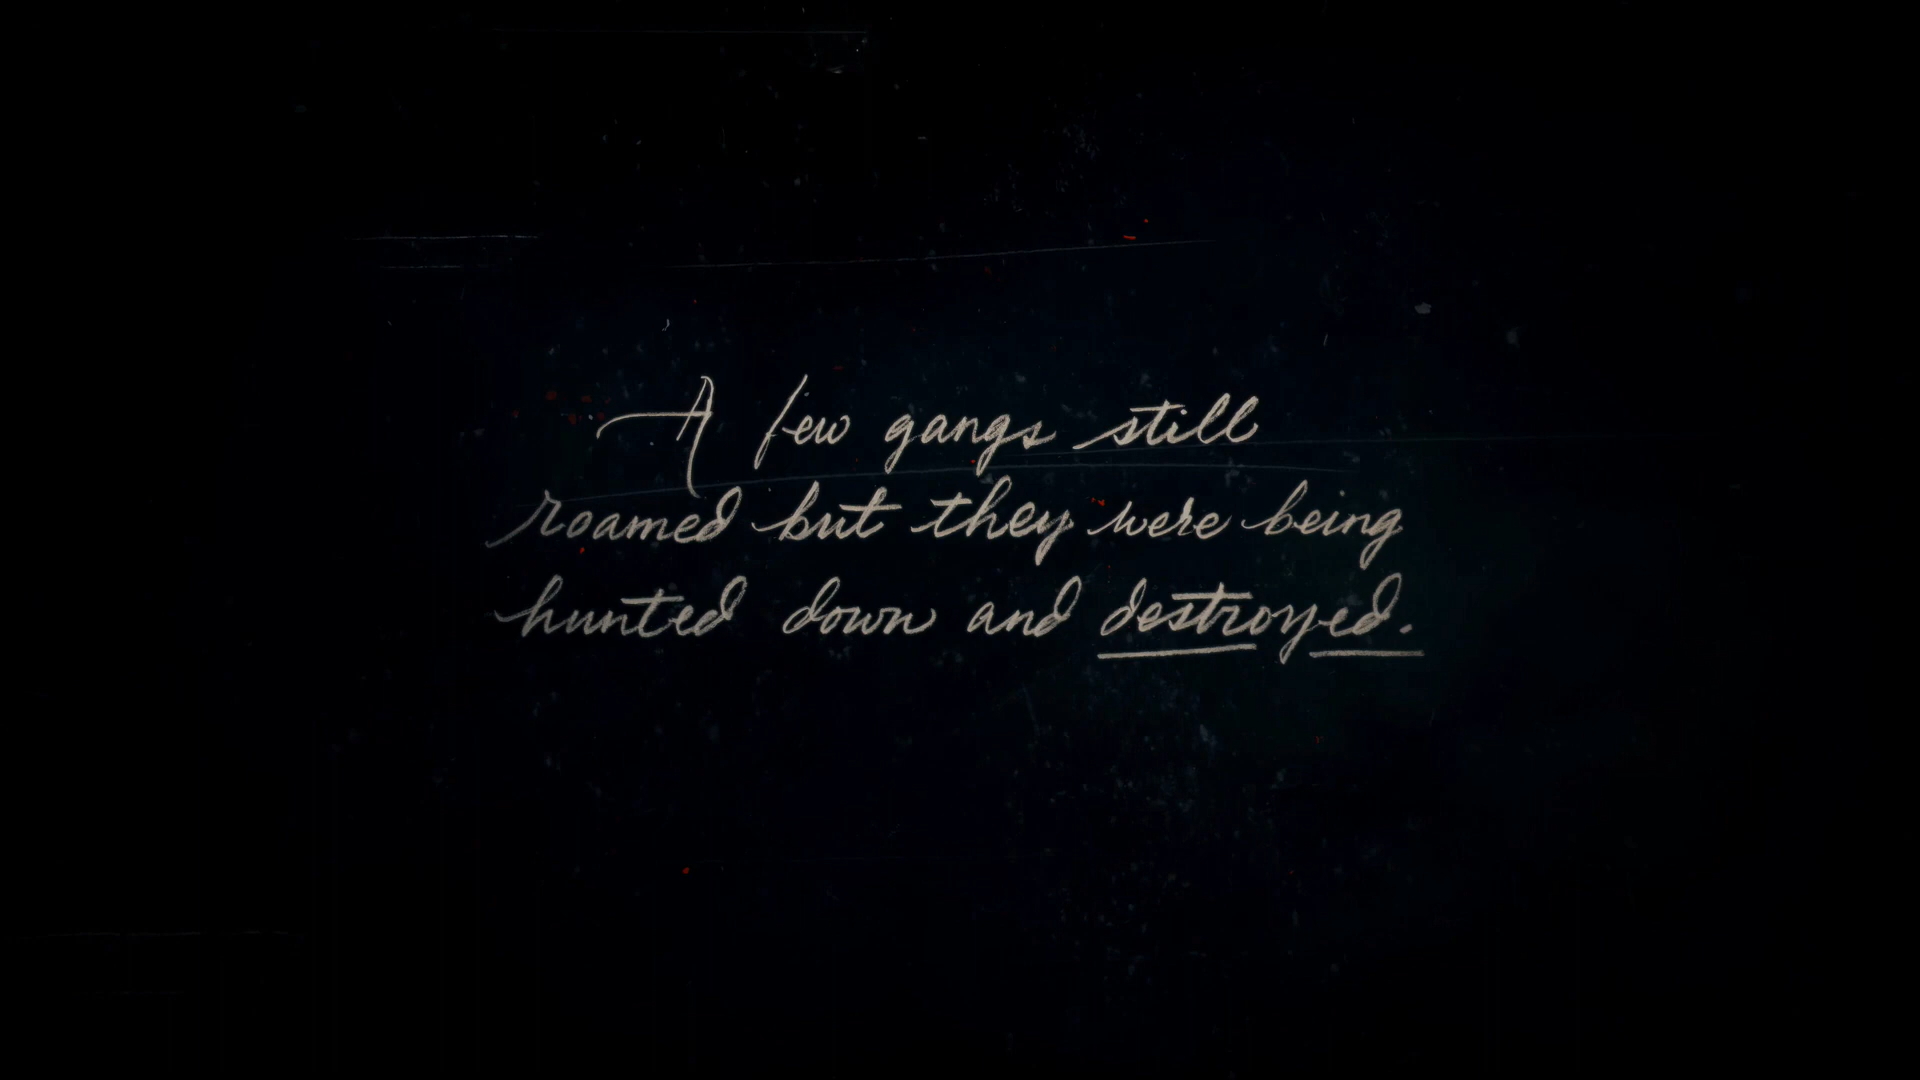 A few gangs still
roamed but they were being
hunted down and destroyed.